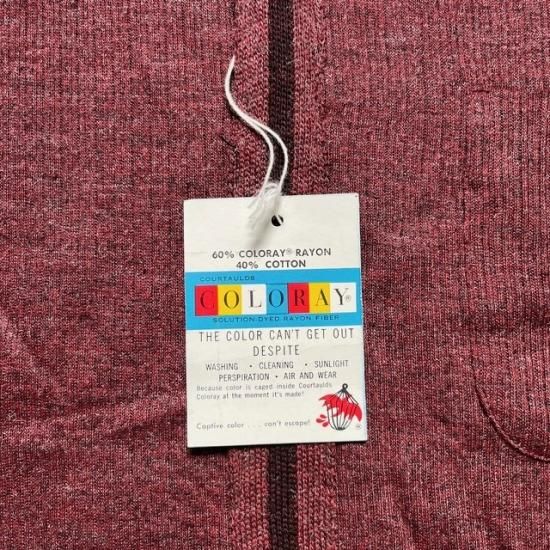 60% COLORAY® RAYON
40% COTTON
COURTAULDS
COLORAY®
SOLUTION-DYED RAYON FIBER
THE COLOR CAN'T GET OUT
DESPITE
WASHING • CLEANING • SUNLIGHT
PERSPIRATION • AIR AND WEAR
Because color is caged inside Courtaulds
Coloray at the moment it's made!
Captive color . . . can't escape!
®